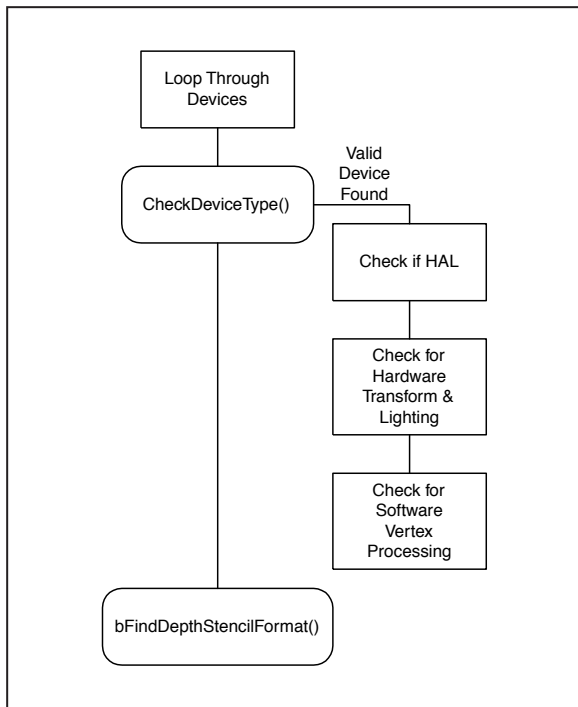 Loop Through
Devices
Valid
Device
Found
CheckDeviceType()
Check if HAL
Check for
Hardware
Transform &
Lighting
Check for
Software
Vertex
Processing
bFindDepthStencilFormat()